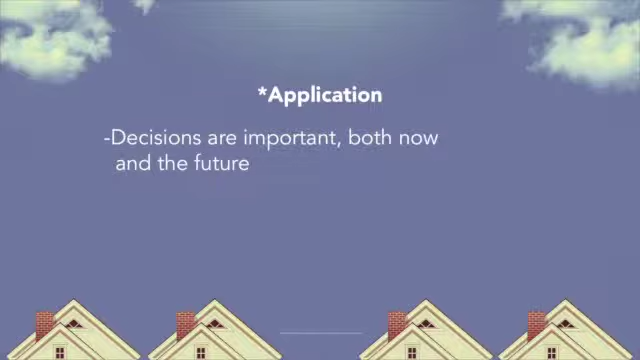 *Application
-Decisions are important, both now
and the future